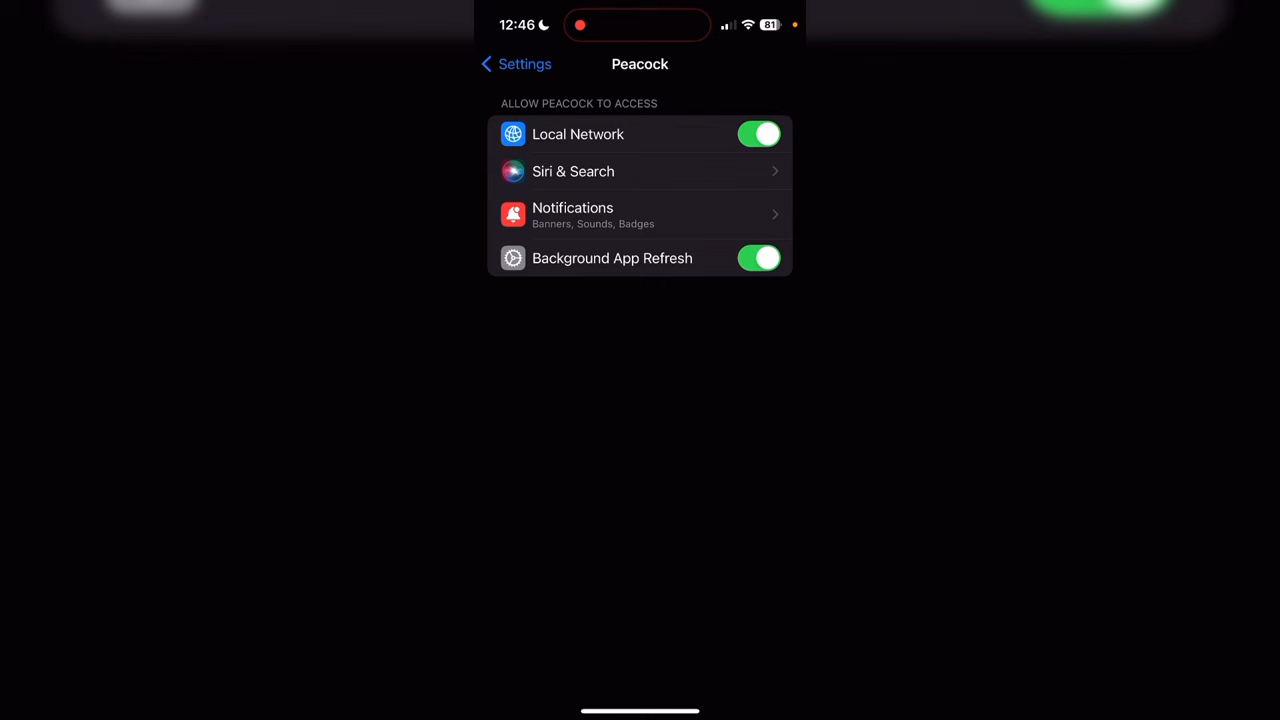 12:46
81
Settings
Peacock
ALLOW PEACOCK TO ACCESS
Local Network
Siri & Search
Notifications
Banners, Sounds, Badges
Background App Refresh